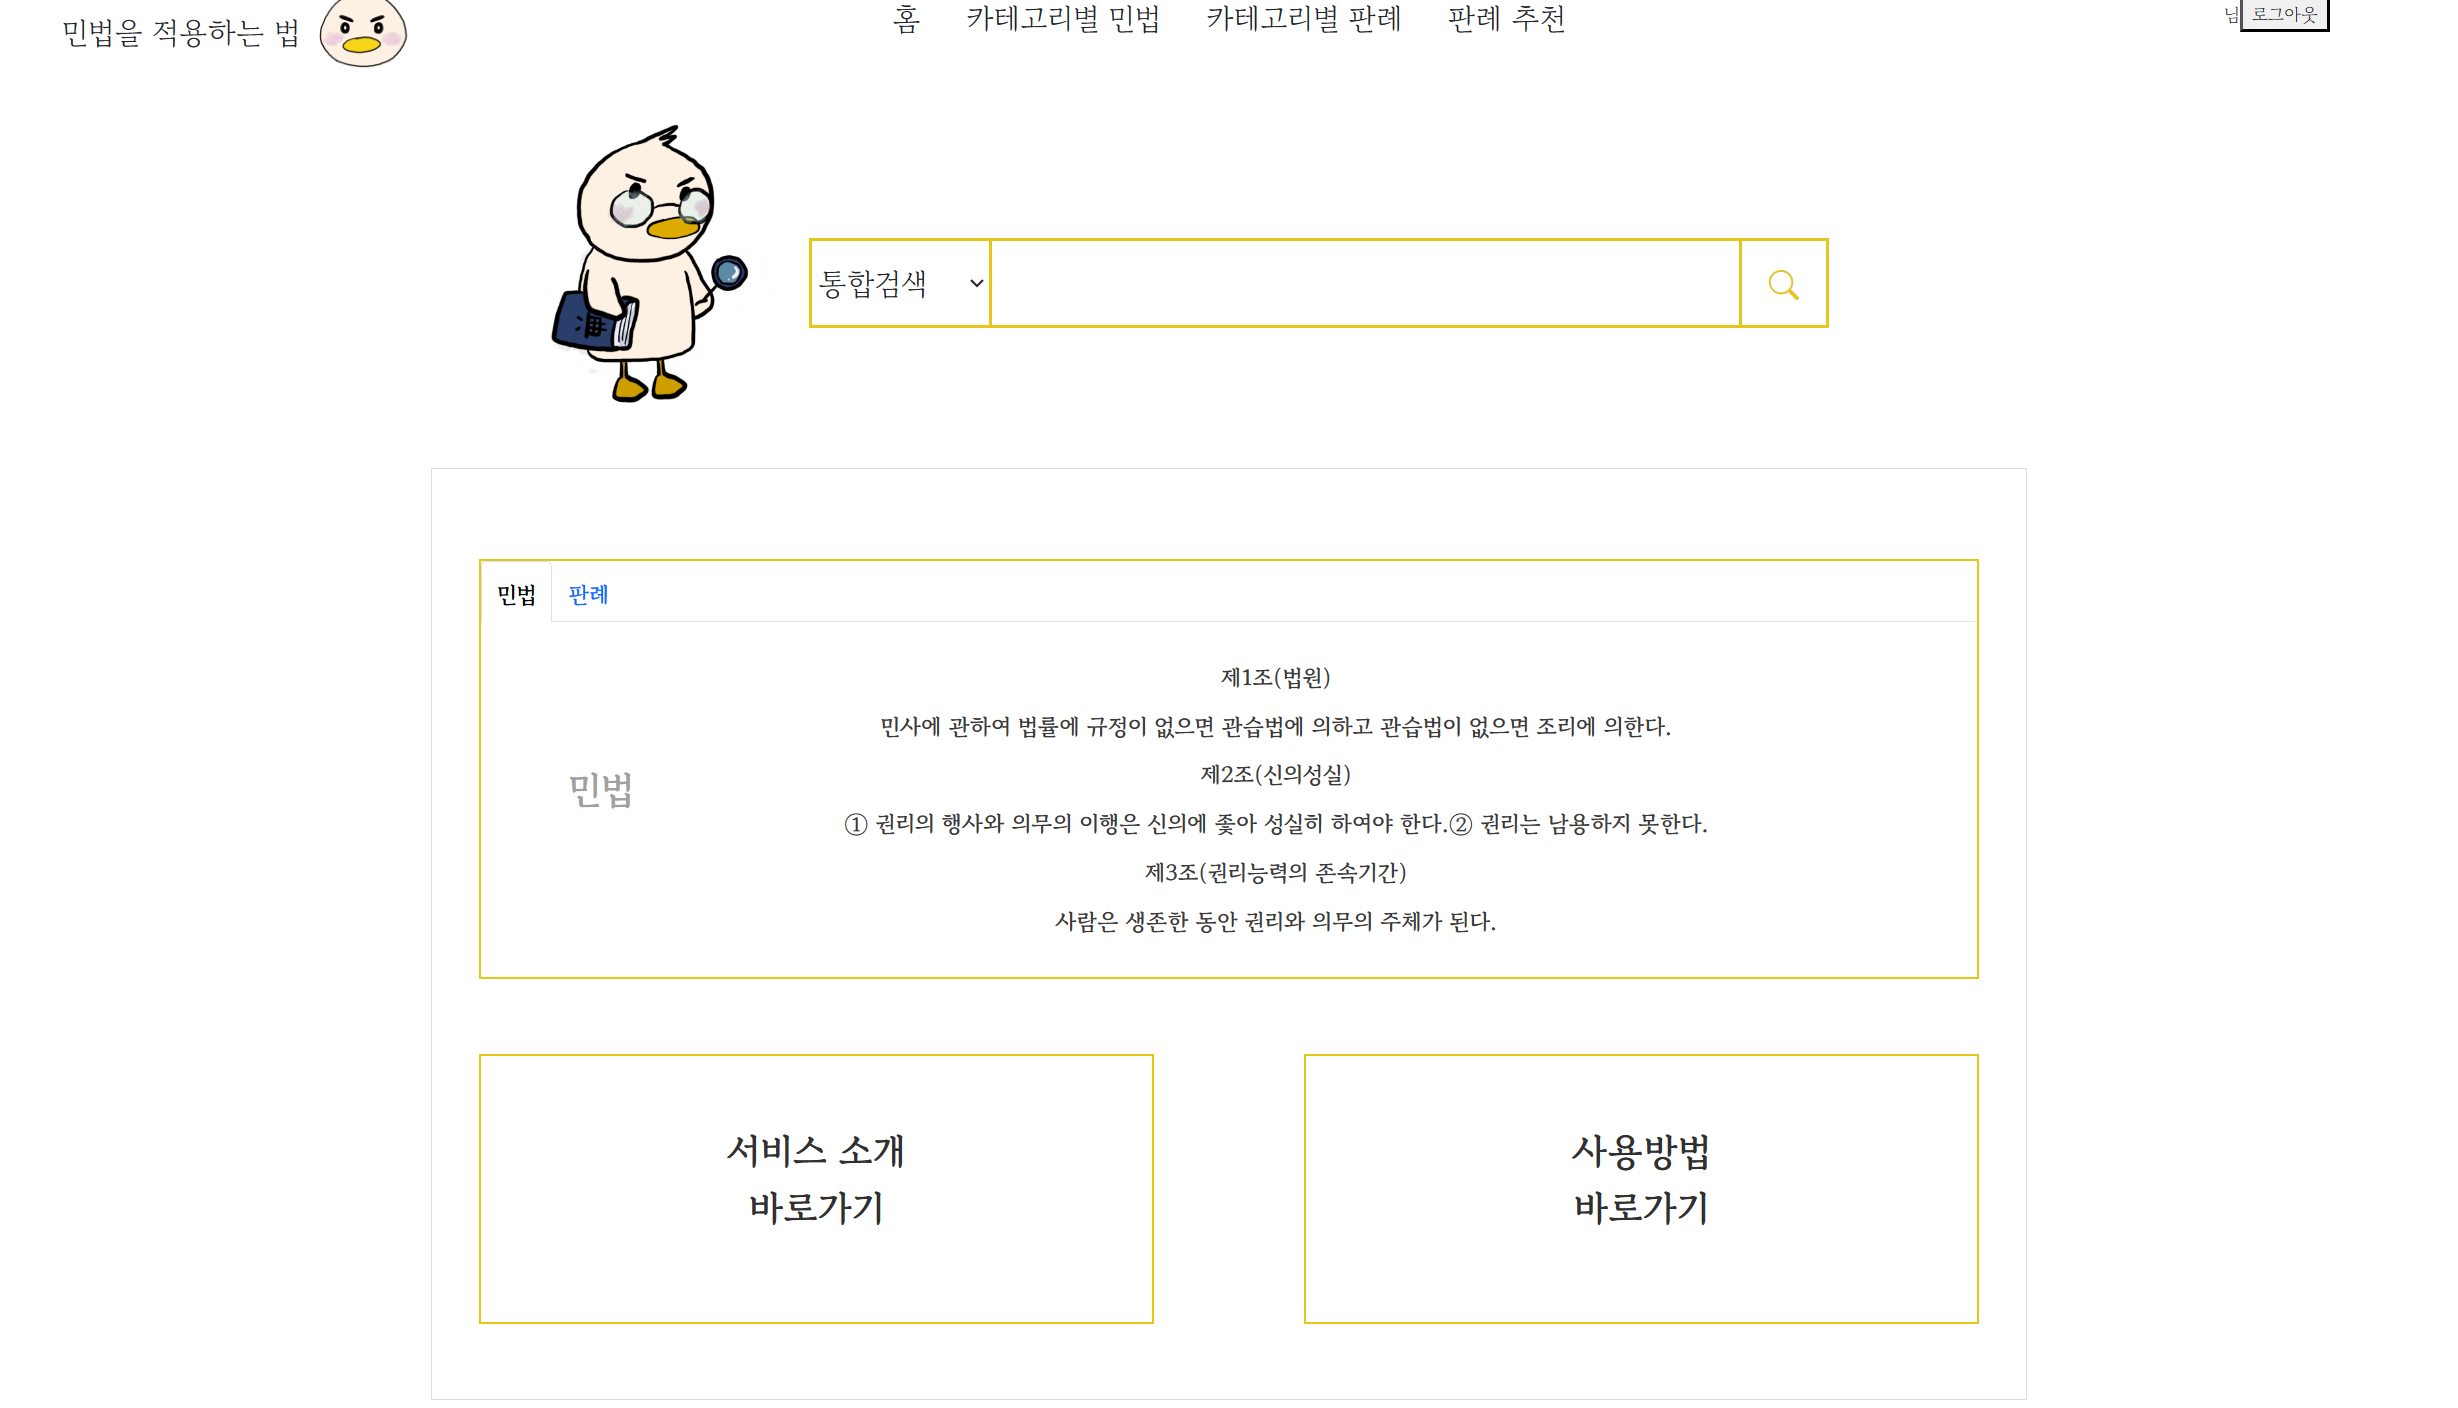 민법을 적용하는 법
홈 카테고리별 민법 카테고리별 판례 판례 추천
님 로그아웃
통합검색
민법 판례
민법
제1조(법원)
민사에 관하여 법률에 규정이 없으면 관습법에 의하고 관습법이 없으면 조리에 의한다.
제2조(신의성실)
① 권리의 행사와 의무의 이행은 신의에 좇아 성실히 하여야 한다.② 권리는 남용하지 못한다.
제3조(권리능력의 존속기간)
사람은 생존한 동안 권리와 의무의 주체가 된다.
서비스 소개
바로가기
사용방법
바로가기